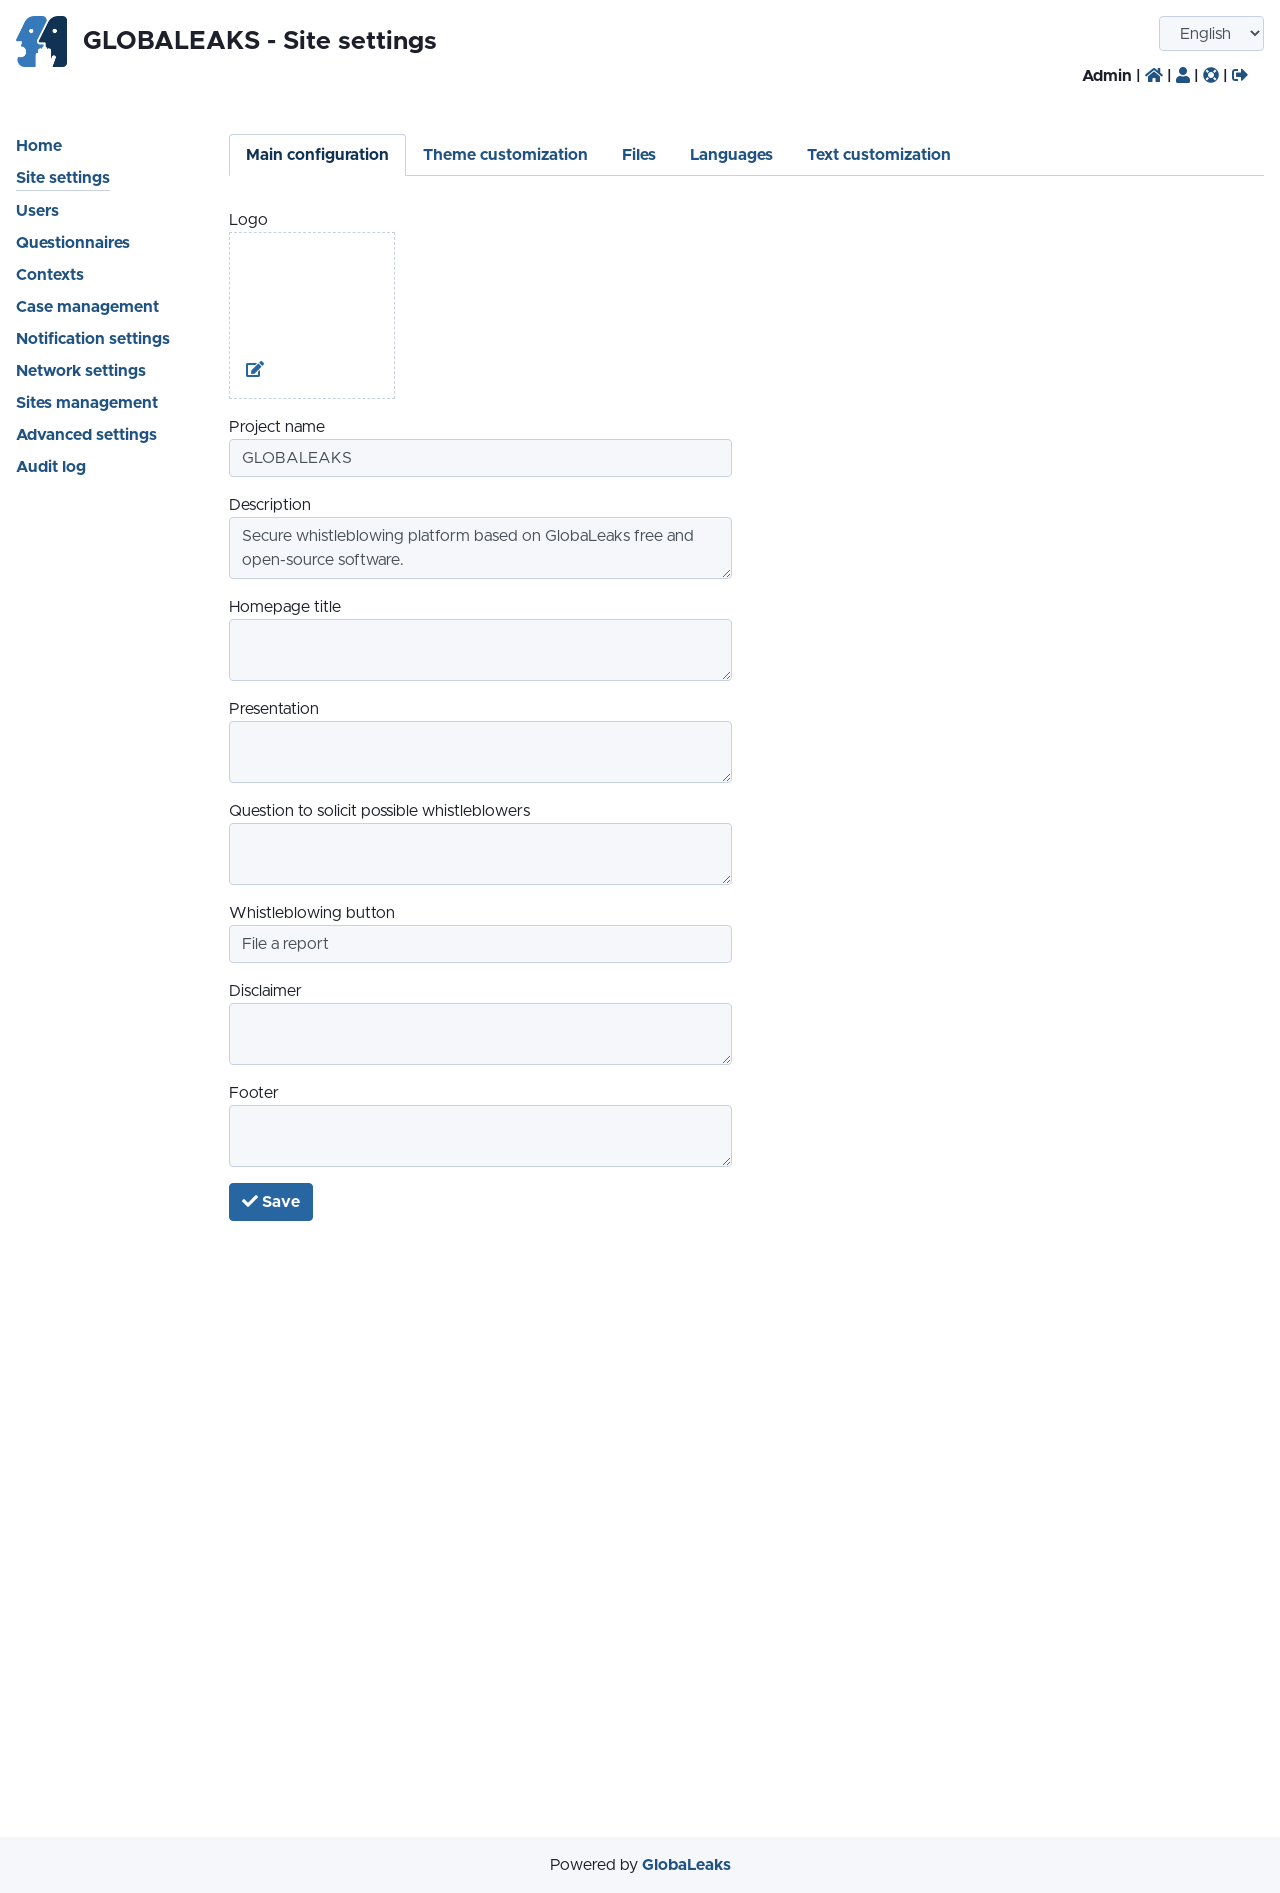 GLOBALEAKS - Site settings
English
Admin | | | |
Home
Site settings
Users
Questionnaires
Contexts
Case management
Notification settings
Network settings
Sites management
Advanced settings
Audit log
Main configuration Theme customization Files Languages Text customization
Logo
Project name
GLOBALEAKS
Description
Secure whistleblowing platform based on GlobaLeaks free and
open-source software.
Homepage title
Presentation
Question to solicit possible whistleblowers
Whistleblowing button
File a report
Disclaimer
Footer
Save
Powered by GlobaLeaks